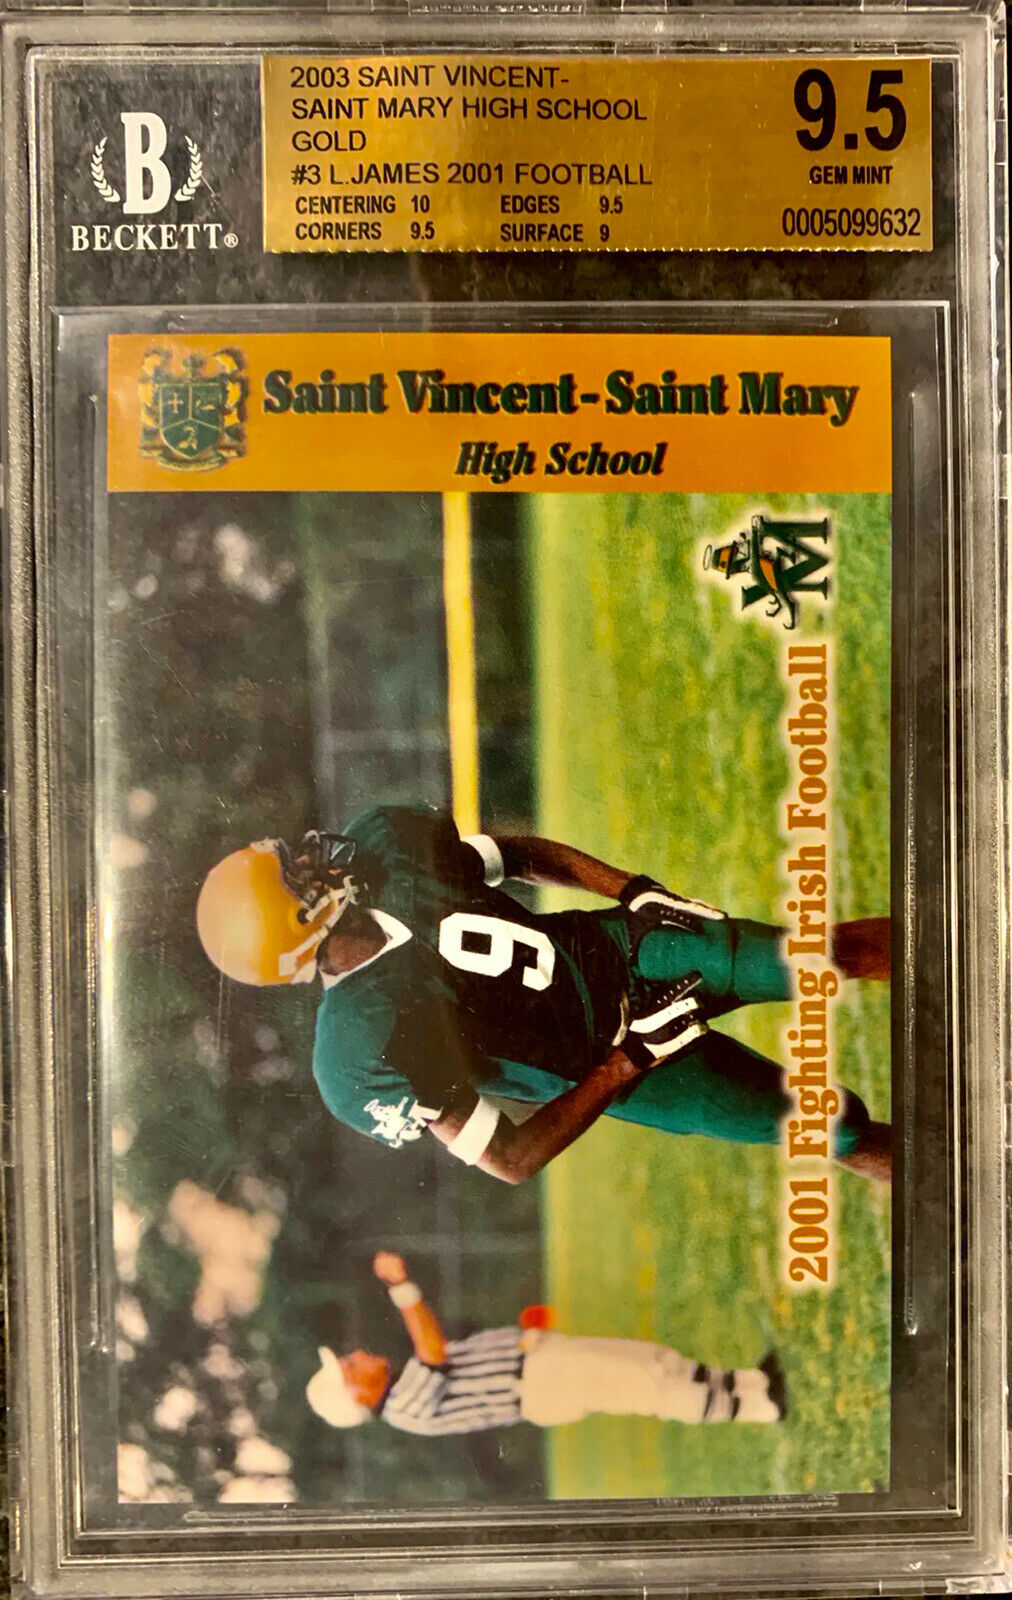 2003 SAINT VINCENT-
SAINT MARY HIGH SCHOOL
GOLD
#3 L.JAMES 2001 FOOTBALL
CENTERING 10 EDGES 9.5
CORNERS 9.5 SURFACE 9
9.5
GEM MINT
0005099632
B
BECKETT®
Saint Vincent-Saint Mary
High School
VM
2001 Fighting Irish Football
9